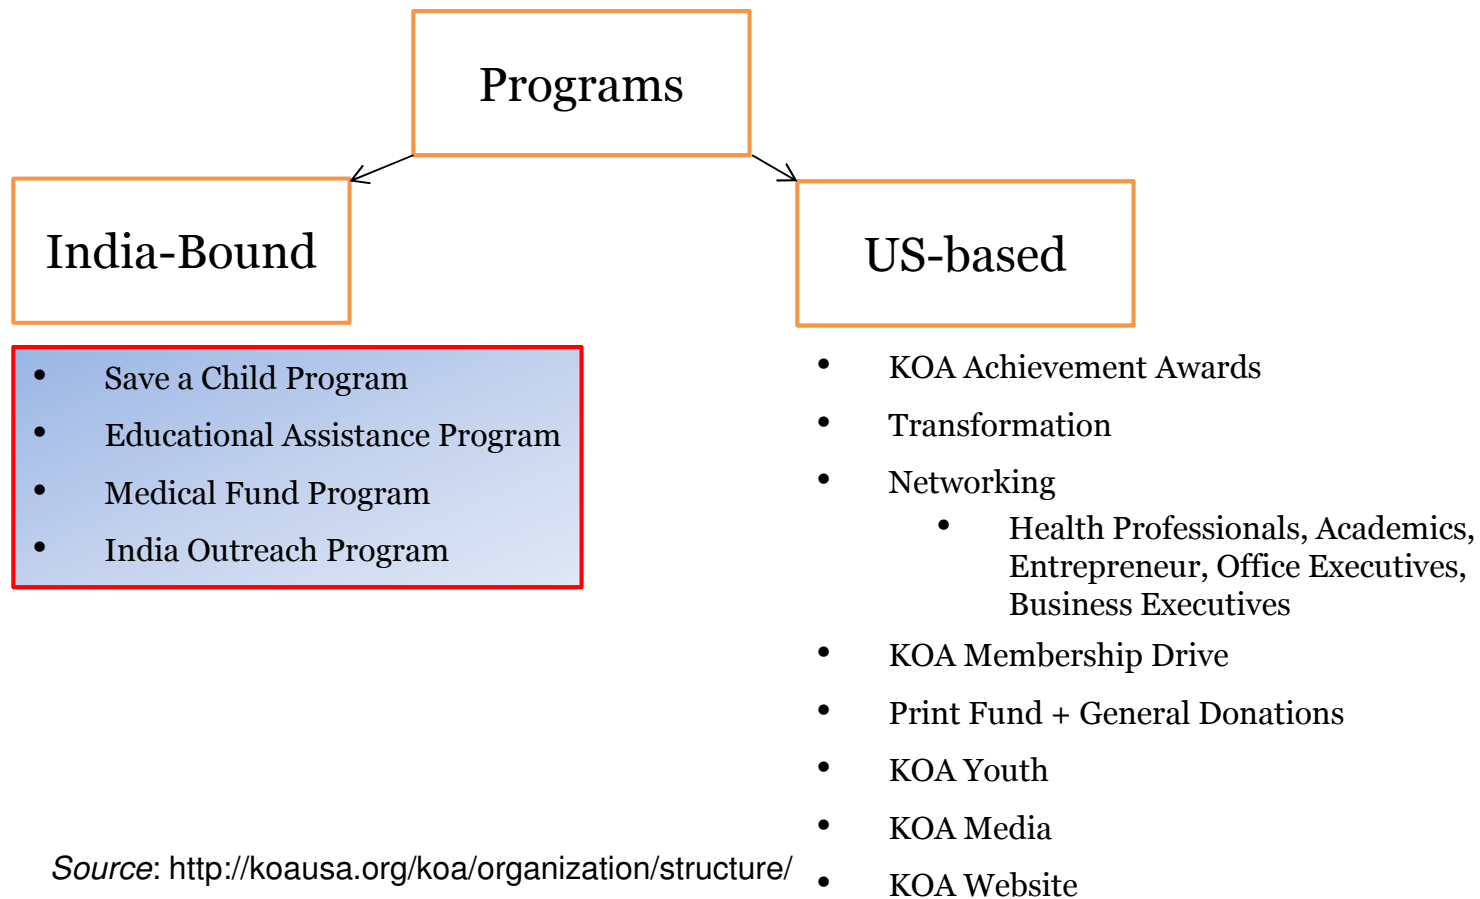 Programs
India-Bound
• Save a Child Program
• Educational Assistance Program
• Medical Fund Program
• India Outreach Program
US-based
• KOA Achievement Awards
• Transformation
• Networking
• Health Professionals, Academics,
Entrepreneur, Office Executives,
Business Executives
• KOA Membership Drive
• Print Fund + General Donations
• KOA Youth
• KOA Media
• KOA Website
Source: http://koausa.org/koa/organization/structure/